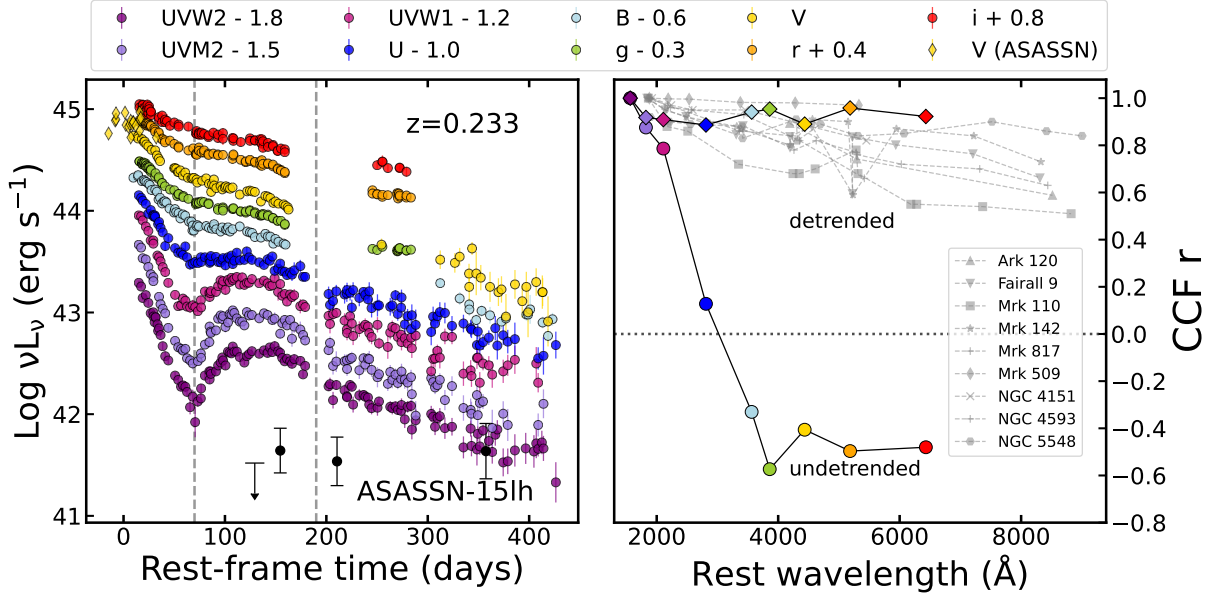 UVW2 - 1.8 UVW1 - 1.2 B - 0.6 V i + 0.8
UVM2 - 1.5 U - 1.0 g - 0.3 r + 0.4 V (ASASSN)
z=0.233
45
44
43
42
41
Log νLν (erg s⁻¹)
ASASSN-15lh
0 100 200 300 400
Rest-frame time (days)
detrended
undetrended
Ark 120
Fairall 9
Mrk 110
Mrk 142
Mrk 817
Mrk 509
NGC 4151
NGC 4593
NGC 5548
1.0
0.8
0.6
0.4
0.2
0.0
−0.2
−0.4
−0.6
−0.8
CCF r
2000 4000 6000 8000
Rest wavelength (Å)